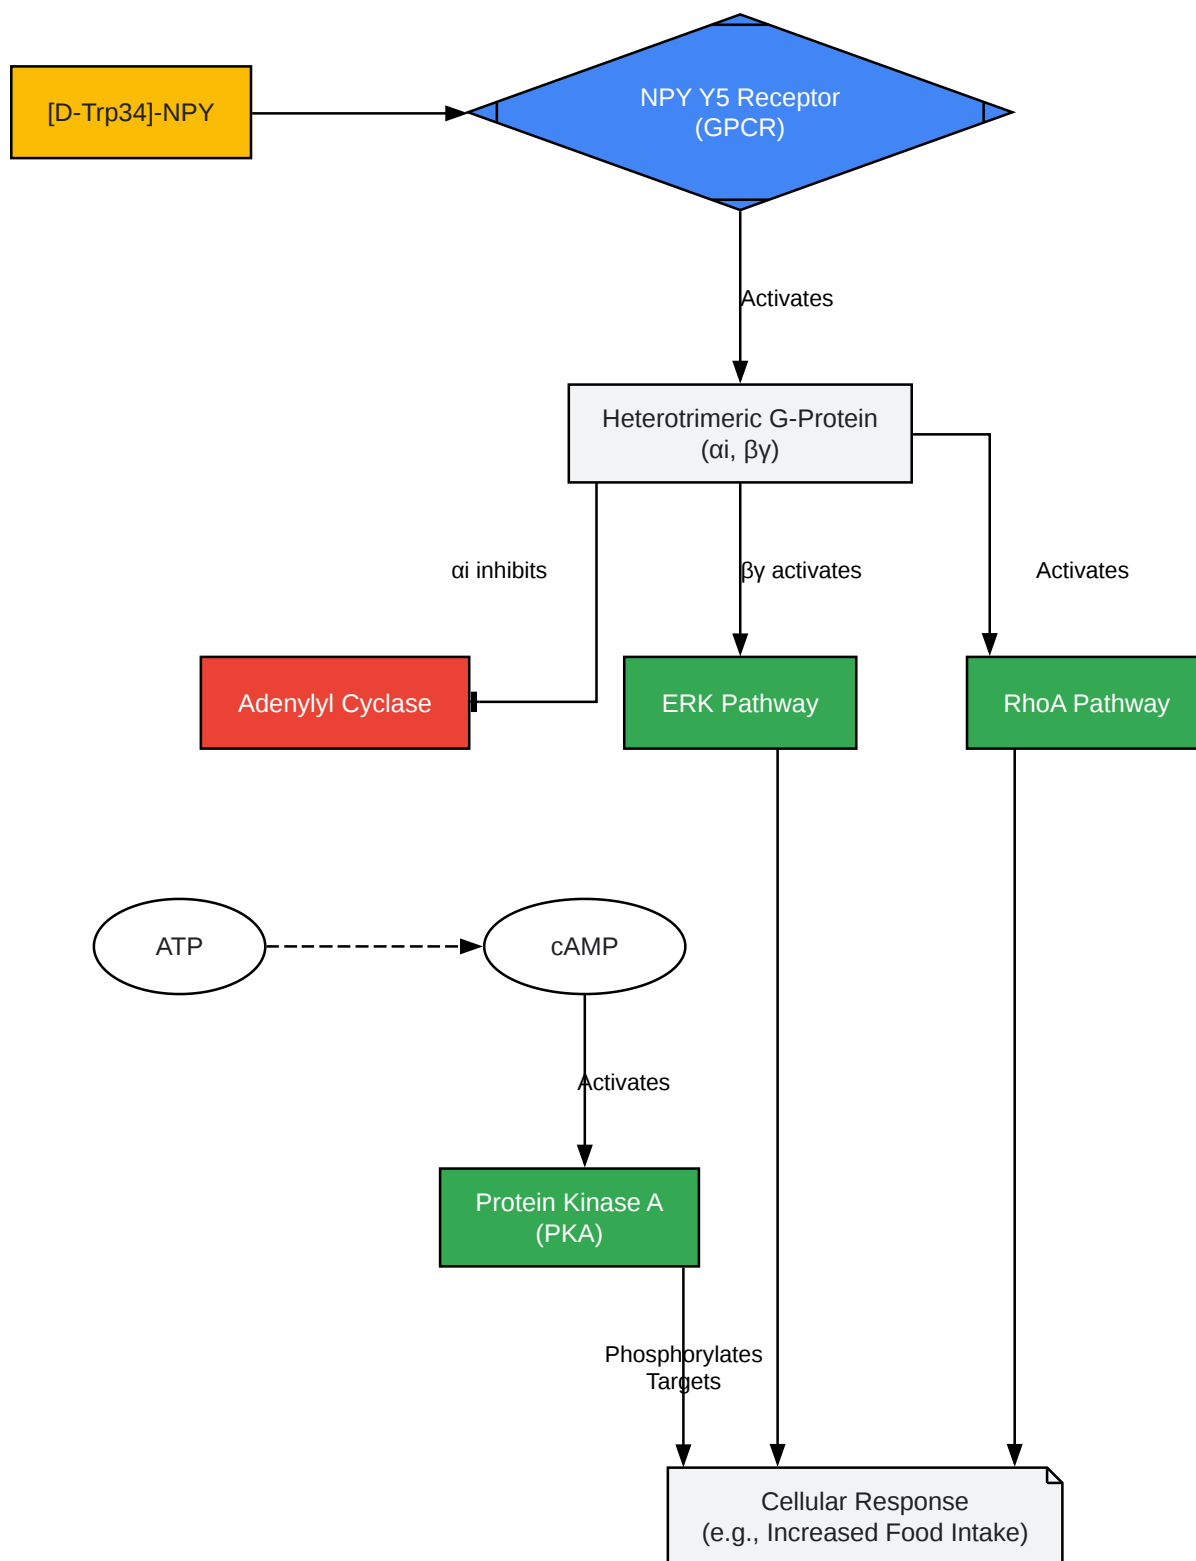 [D-Trp34]-NPY
NPY Y5 Receptor
(GPCR)
Activates
Heterotrimeric G-Protein
(αi, βγ)
αi inhibits
βγ activates
Activates
Adenylyl Cyclase
ERK Pathway
RhoA Pathway
ATP
cAMP
Activates
Protein Kinase A
(PKA)
Phosphorylates
Targets
Cellular Response
(e.g., Increased Food Intake)